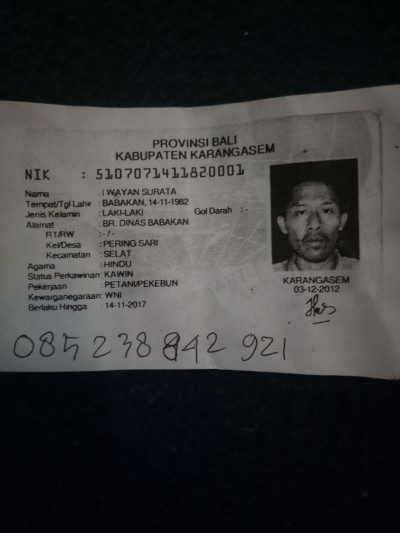 PROVINSI BALI
KABUPATEN KARANGASEM
NIK : 5107071411820001
Nama : I WAYAN SURATA
Tempat/Tgl Lahir : BABAKAN, 14-11-1982
Jenis Kelamin : LAKI-LAKI Gol Darah : -
Alamat : BR. DINAS BABAKAN
RT/RW : -/-
Kel/Desa : PERING SARI
Kecamatan : SELAT
Agama : HINDU
Status Perkawinan: KAWIN
Pekerjaan : PETANI/PEKEBUN
Kewarganegaraan: WNI
Berlaku Hingga : 14-11-2017
KARANGASEM
03-12-2012
085 238 842 921